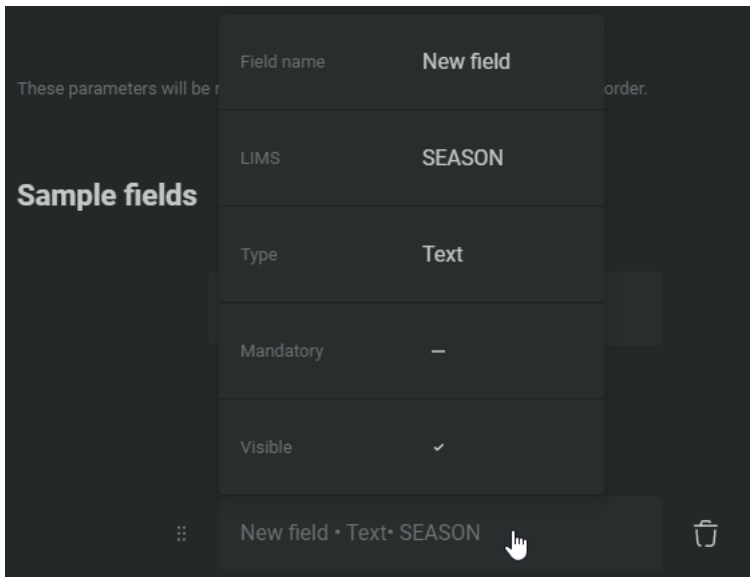 Field name New field
These parameters will be order.
LIMS SEASON
Sample fields
Type Text
Mandatory –
Visible ✓
New field • Text• SEASON